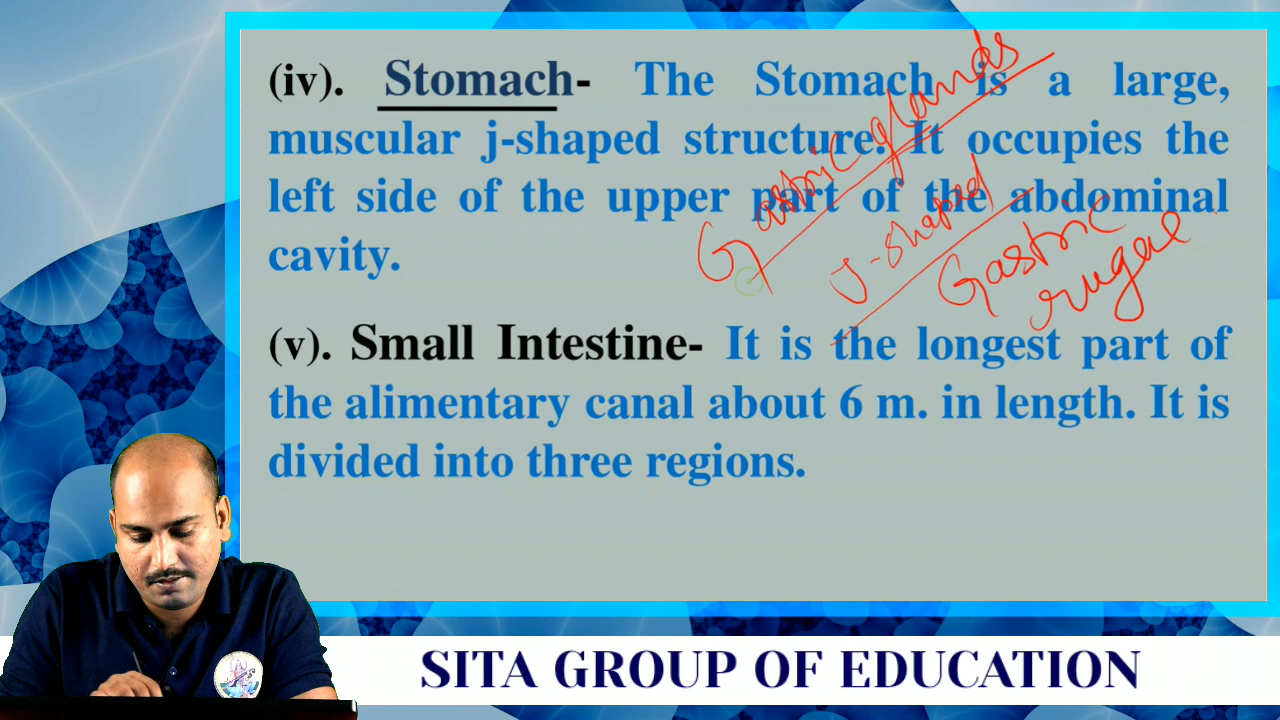 (iv). Stomach- The Stomach is a large,
muscular j-shaped structure. It occupies the
left side of the upper part of the abdominal
cavity.
Gastric glands
J-shaped
Gastric
rugae
(v). Small Intestine- It is the longest part of
the alimentary canal about 6 m. in length. It is
divided into three regions.
SITA GROUP OF EDUCATION